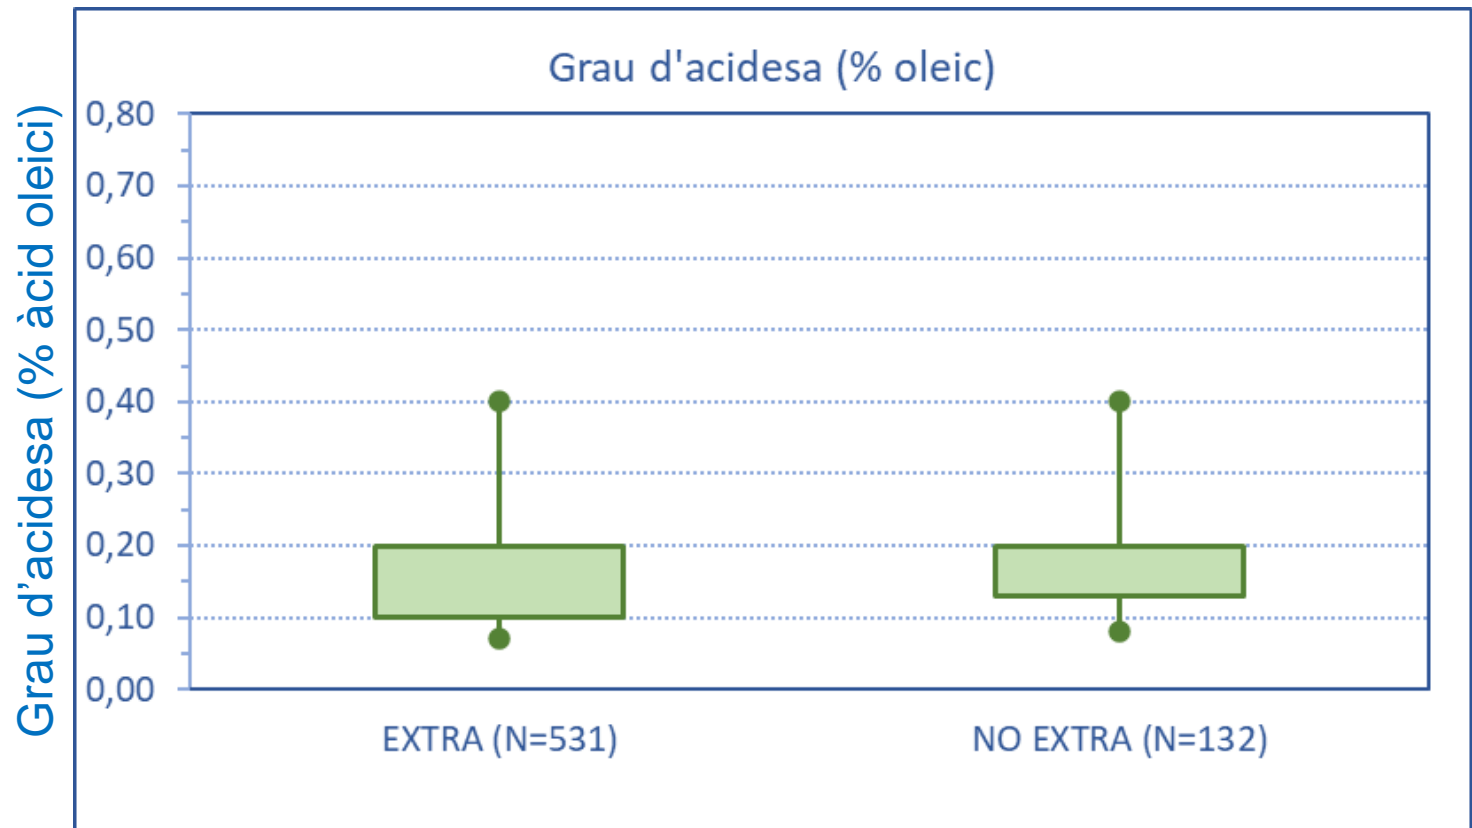 Grau d'acidesa (% oleic)
Grau d’acidesa (% àcid oleici)
0,80
0,70
0,60
0,50
0,40
0,30
0,20
0,10
0,00
EXTRA (N=531)
NO EXTRA (N=132)